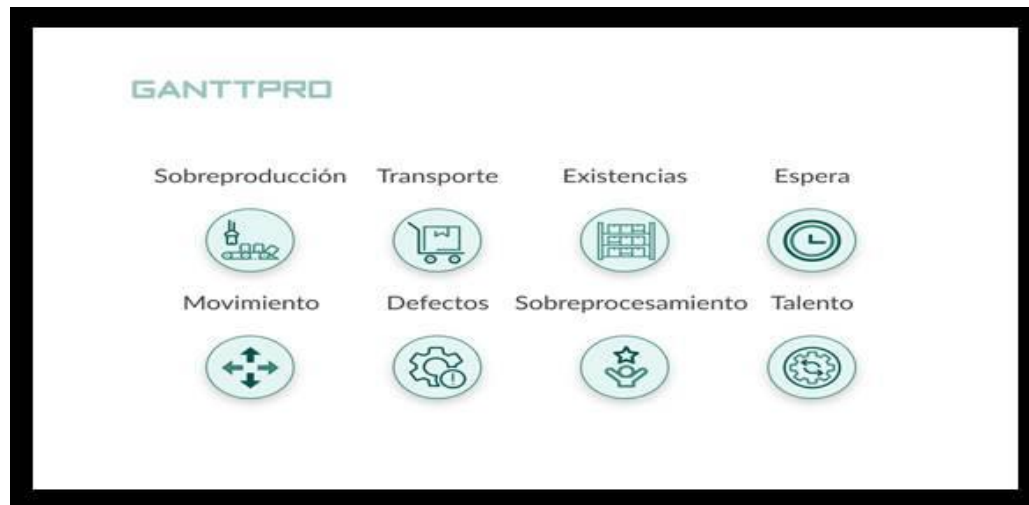 GANTTPRO
Sobreproducción Transporte Existencias Espera
Movimiento Defectos Sobreprocesamiento Talento